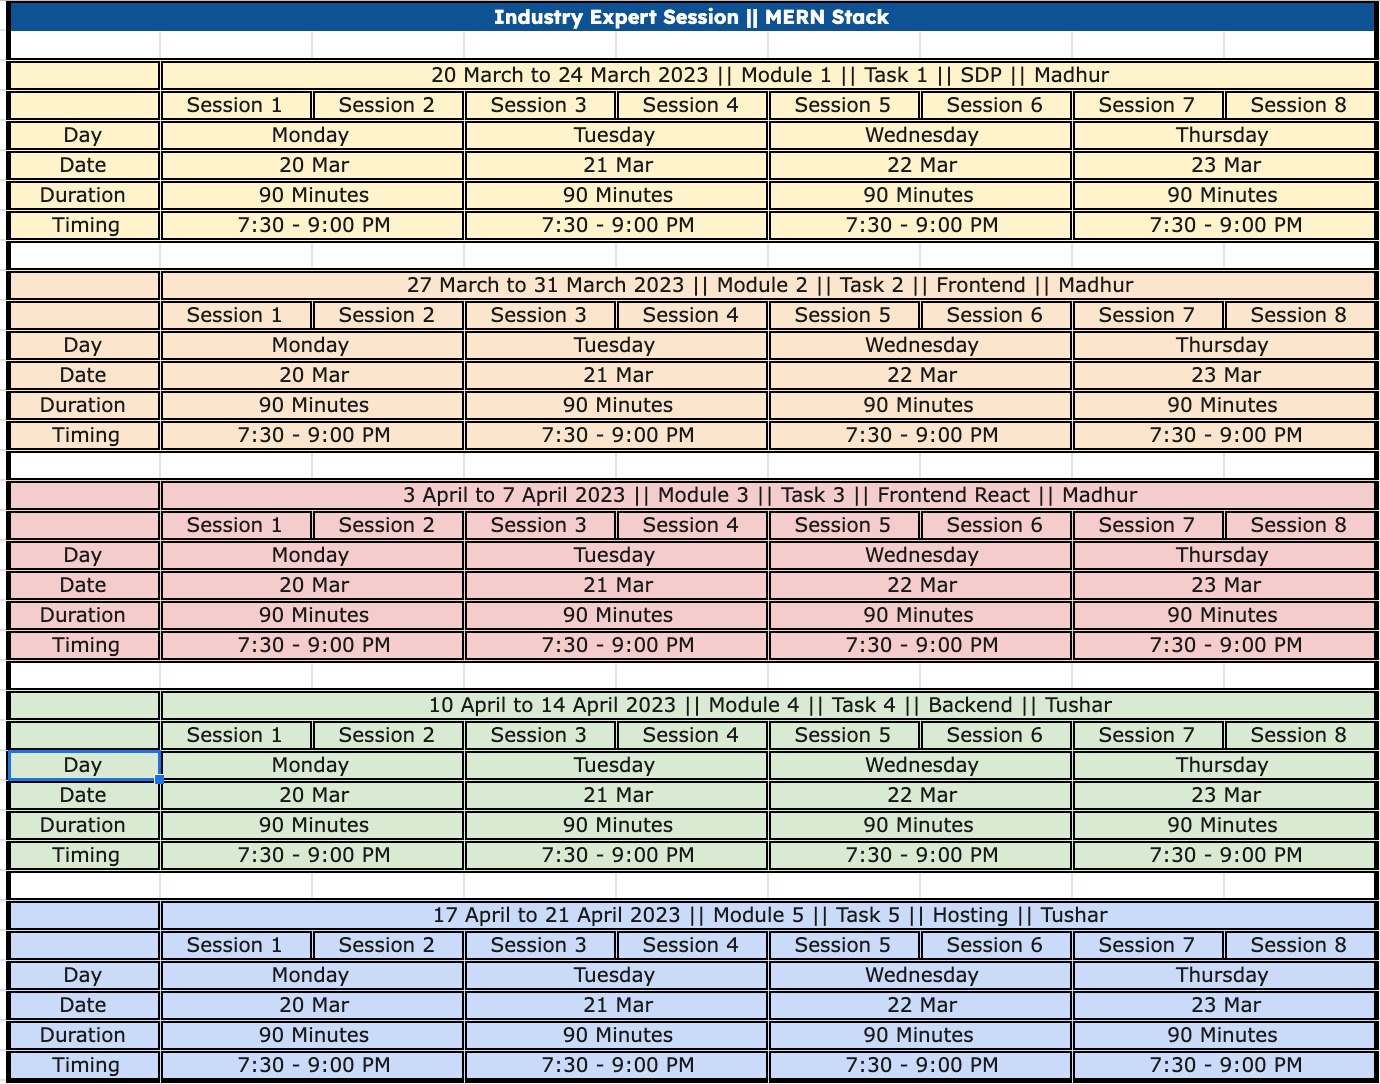 Industry Expert Session || MERN Stack
20 March to 24 March 2023 || Module 1 || Task 1 || SDP || Madhur
Session 1 Session 2 Session 3 Session 4 Session 5 Session 6 Session 7 Session 8
Day Monday Tuesday Wednesday Thursday
Date 20 Mar 21 Mar 22 Mar 23 Mar
Duration 90 Minutes 90 Minutes 90 Minutes 90 Minutes
Timing 7:30 - 9:00 PM 7:30 - 9:00 PM 7:30 - 9:00 PM 7:30 - 9:00 PM
27 March to 31 March 2023 || Module 2 || Task 2 || Frontend || Madhur
Session 1 Session 2 Session 3 Session 4 Session 5 Session 6 Session 7 Session 8
Day Monday Tuesday Wednesday Thursday
Date 20 Mar 21 Mar 22 Mar 23 Mar
Duration 90 Minutes 90 Minutes 90 Minutes 90 Minutes
Timing 7:30 - 9:00 PM 7:30 - 9:00 PM 7:30 - 9:00 PM 7:30 - 9:00 PM
3 April to 7 April 2023 || Module 3 || Task 3 || Frontend React || Madhur
Session 1 Session 2 Session 3 Session 4 Session 5 Session 6 Session 7 Session 8
Day Monday Tuesday Wednesday Thursday
Date 20 Mar 21 Mar 22 Mar 23 Mar
Duration 90 Minutes 90 Minutes 90 Minutes 90 Minutes
Timing 7:30 - 9:00 PM 7:30 - 9:00 PM 7:30 - 9:00 PM 7:30 - 9:00 PM
10 April to 14 April 2023 || Module 4 || Task 4 || Backend || Tushar
Session 1 Session 2 Session 3 Session 4 Session 5 Session 6 Session 7 Session 8
Day Monday Tuesday Wednesday Thursday
Date 20 Mar 21 Mar 22 Mar 23 Mar
Duration 90 Minutes 90 Minutes 90 Minutes 90 Minutes
Timing 7:30 - 9:00 PM 7:30 - 9:00 PM 7:30 - 9:00 PM 7:30 - 9:00 PM
17 April to 21 April 2023 || Module 5 || Task 5 || Hosting || Tushar
Session 1 Session 2 Session 3 Session 4 Session 5 Session 6 Session 7 Session 8
Day Monday Tuesday Wednesday Thursday
Date 20 Mar 21 Mar 22 Mar 23 Mar
Duration 90 Minutes 90 Minutes 90 Minutes 90 Minutes
Timing 7:30 - 9:00 PM 7:30 - 9:00 PM 7:30 - 9:00 PM 7:30 - 9:00 PM